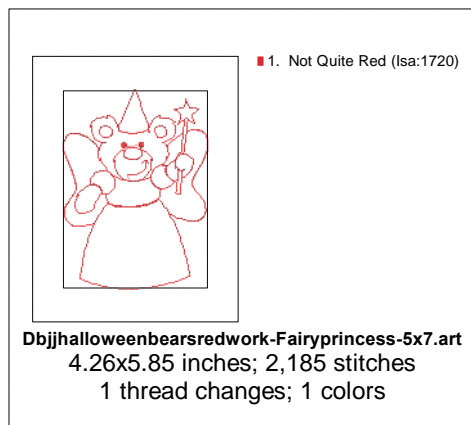 1. Not Quite Red (Isa:1720)
Dbjjhalloweenbearsredwork-Fairyprincess-5x7.art
4.26x5.85 inches; 2,185 stitches
1 thread changes; 1 colors